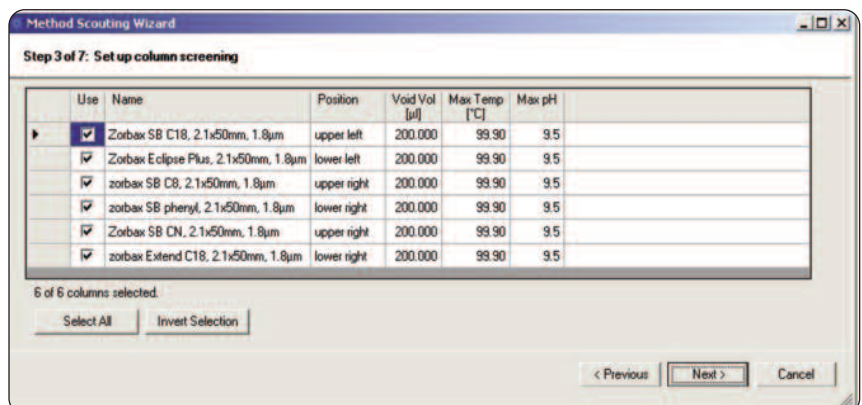 Method Scouting Wizard
Step 3 of 7: Set up column screening
Use Name Position Void Vol [µl] Max Temp [°C] Max pH
Zorbax SB C18, 2.1x50mm, 1.8µm upper left 200.000 99.90 9.5
Zorbax Eclipse Plus, 2.1x50mm, 1.8µm lower left 200.000 99.90 9.5
zorbax SB C8, 2.1x50mm, 1.8µm upper right 200.000 99.90 9.5
zorbax SB phenyl, 2.1x50mm, 1.8µm lower right 200.000 99.90 9.5
Zorbax SB CN, 2.1x50mm, 1.8µm upper right 200.000 99.90 9.5
zorbax Extend C18, 2.1x50mm, 1.8µm lower right 200.000 99.90 9.5
6 of 6 columns selected.
Select All Invert Selection
< Previous Next > Cancel